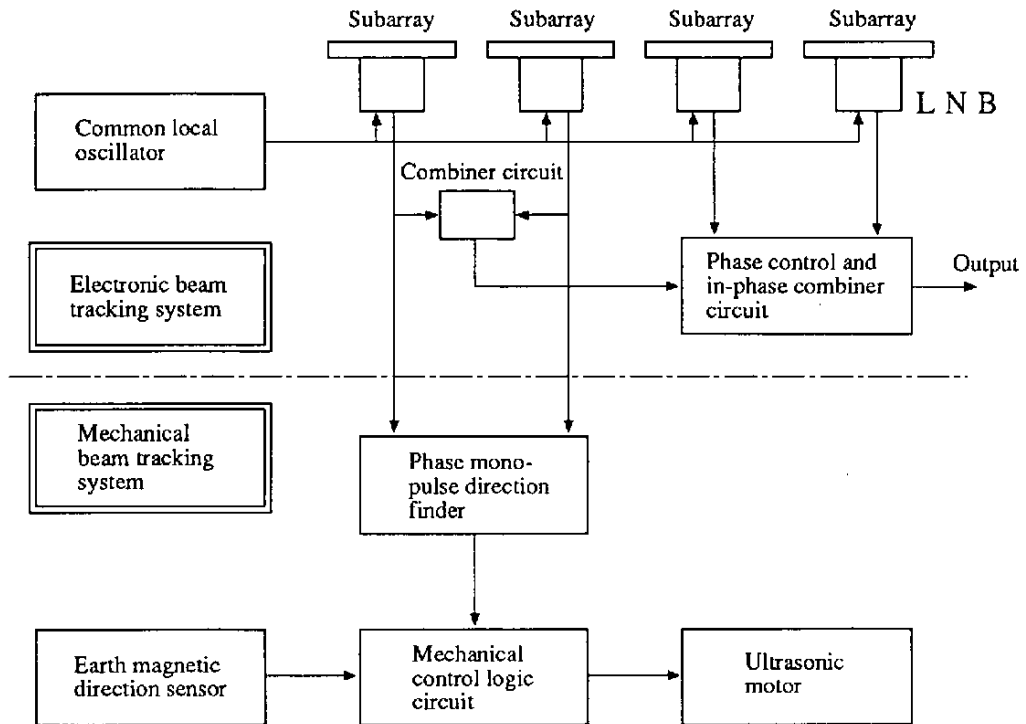 Subarray
Subarray
Subarray
Subarray
L N B
Common local
oscillator
Combiner circuit
Electronic beam
tracking system
Phase control and
in-phase combiner
circuit
Output
Mechanical
beam tracking
system
Phase mono-
pulse direction
finder
Earth magnetic
direction sensor
Mechanical
control logic
circuit
Ultrasonic
motor